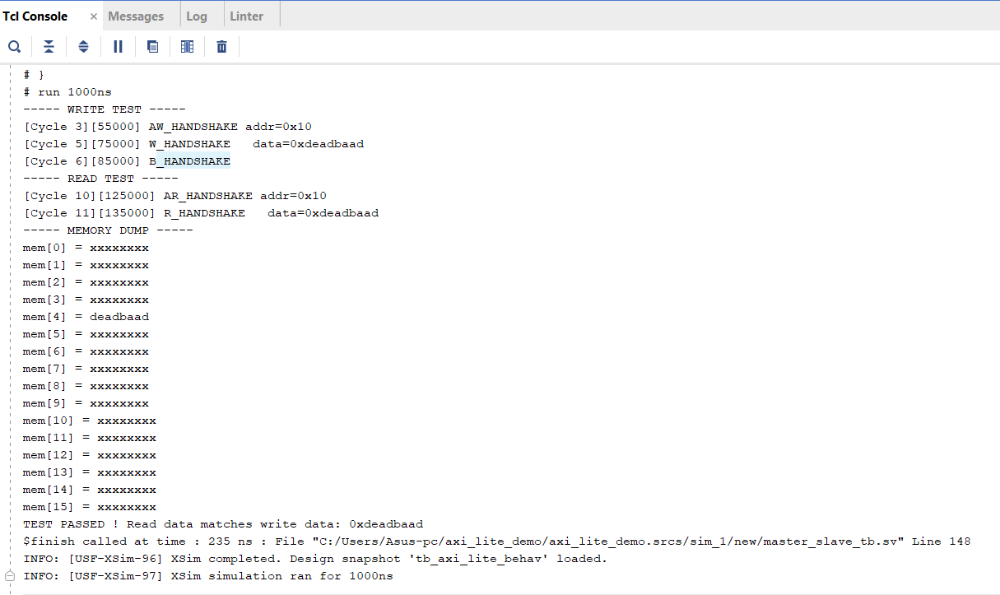 Tcl Console × Messages Log Linter
# }
# run 1000ns
----- WRITE TEST -----
[Cycle 3][55000] AW_HANDSHAKE addr=0x10
[Cycle 5][75000] W_HANDSHAKE   data=0xdeadbaad
[Cycle 6][85000] B_HANDSHAKE
----- READ TEST -----
[Cycle 10][125000] AR_HANDSHAKE addr=0x10
[Cycle 11][135000] R_HANDSHAKE   data=0xdeadbaad
----- MEMORY DUMP -----
mem[0] = xxxxxxxx
mem[1] = xxxxxxxx
mem[2] = xxxxxxxx
mem[3] = xxxxxxxx
mem[4] = deadbaad
mem[5] = xxxxxxxx
mem[6] = xxxxxxxx
mem[7] = xxxxxxxx
mem[8] = xxxxxxxx
mem[9] = xxxxxxxx
mem[10] = xxxxxxxx
mem[11] = xxxxxxxx
mem[12] = xxxxxxxx
mem[13] = xxxxxxxx
mem[14] = xxxxxxxx
mem[15] = xxxxxxxx
TEST PASSED ! Read data matches write data: 0xdeadbaad
$finish called at time : 235 ns : File "C:/Users/Asus-pc/axi_lite_demo/axi_lite_demo.srcs/sim_1/new/master_slave_tb.sv" Line 148
INFO: [USF-XSim-96] XSim completed. Design snapshot 'tb_axi_lite_behav' loaded.
INFO: [USF-XSim-97] XSim simulation ran for 1000ns